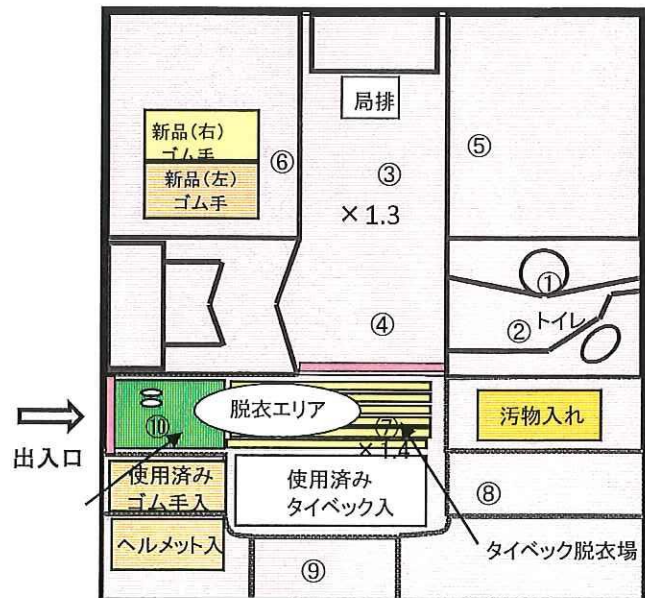 局排
新品(右)
ゴム手
新品(左)
ゴム手
⑥
③
×1.3
⑤
①
② トイレ
④
出入口
⑩
脱衣エリア
⑦
×1.4
汚物入れ
使用済み
ゴム手入
使用済み
タイベック入
⑧
ヘルメット入
⑨
タイベック脱衣場